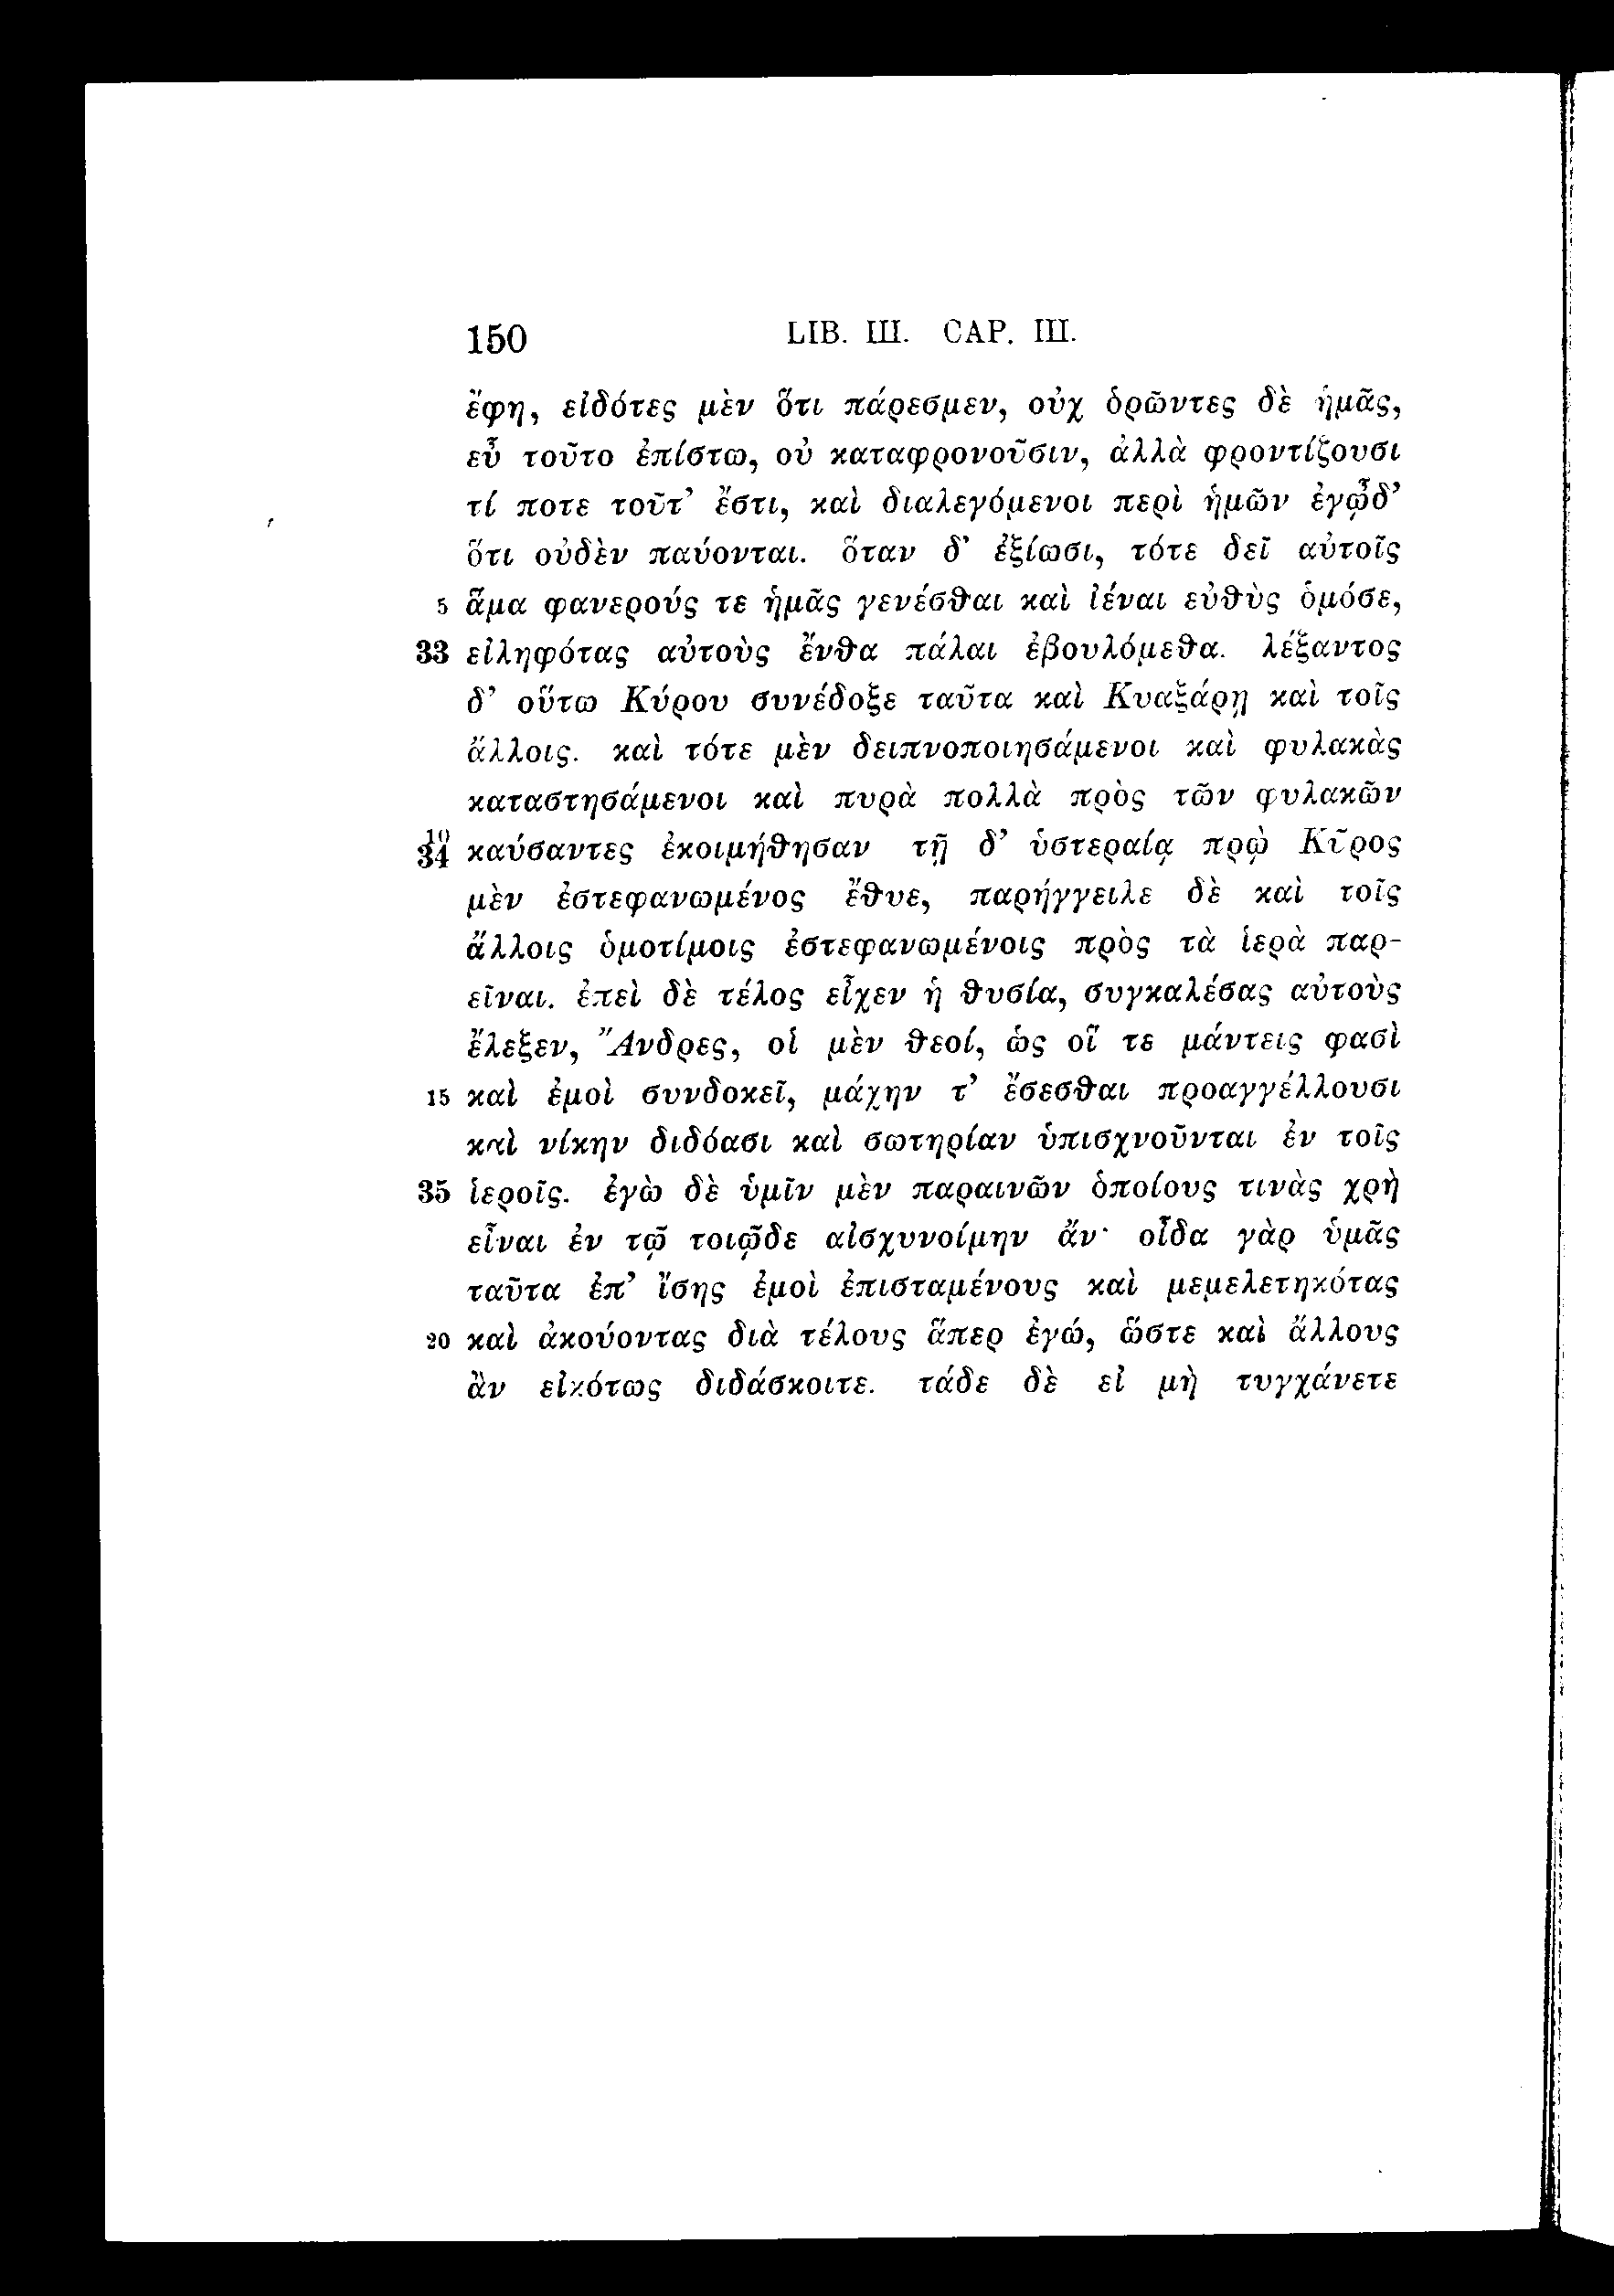 150 LIB. III. CAP. III.
ἔφη, εἰδότες μὲν ὅτι πάρεσμεν, οὐχ ὁρῶντες δὲ ἡμᾶς,
εὖ τοῦτο ἐπίστω, οὐ καταφρονοῦσιν, ἀλλὰ φροντίζουσι
τί ποτε τοῦτ’ ἔστι, καὶ διαλεγόμενοι περὶ ἡμῶν ἐγᾦδ’
ὅτι οὐδὲν παύονται. ὅταν δ’ ἐξίωσι, τότε δεῖ αὐτοῖς
5 ἅμα φανερούς τε ἡμᾶς γενέσθαι καὶ ἰέναι εὐθὺς ὁμόσε,
33 εἰληφότας αὐτοὺς ἔνθα πάλαι ἐβουλόμεθα. λέξαντος
δ’ οὕτω Κύρου συνέδοξε ταῦτα καὶ Κυαξάρῃ καὶ τοῖς
ἄλλοις. καὶ τότε μὲν δειπνοποιησάμενοι καὶ φυλακὰς
καταστησάμενοι καὶ πυρὰ πολλὰ πρὸς τῶν φυλακῶν
10 34 καύσαντες ἐκοιμήθησαν τῇ δ’ ὑστεραίᾳ πρῲ Κῦρος
μὲν ἐστεφανωμένος ἔθυε, παρήγγειλε δὲ καὶ τοῖς
ἄλλοις ὁμοτίμοις ἐστεφανωμένοις πρὸς τὰ ἱερὰ παρ-
εῖναι. ἐπεὶ δὲ τέλος εἶχεν ἡ θυσία, συγκαλέσας αὐτοὺς
ἔλεξεν, Ἄνδρες, οἱ μὲν θεοί, ὡς οἵ τε μάντεις φασὶ
15 καὶ ἐμοὶ συνδοκεῖ, μάχην τ’ ἔσεσθαι προαγγέλλουσι
καὶ νίκην διδόασι καὶ σωτηρίαν ὑπισχνοῦνται ἐν τοῖς
35 ἱεροῖς. ἐγὼ δὲ ὑμῖν μὲν παραινῶν ὁποίους τινὰς χρὴ
εἶναι ἐν τῷ τοιῷδε αἰσχυνοίμην ἄν· οἶδα γὰρ ὑμᾶς
ταῦτα ἐπ’ ἴσης ἐμοὶ ἐπισταμένους καὶ μεμελετηκότας
20 καὶ ἀκούοντας διὰ τέλους ἅπερ ἐγώ, ὥστε καὶ ἄλλους
ἂν εἰκότως διδάσκοιτε. τάδε δὲ εἰ μὴ τυγχάνετε